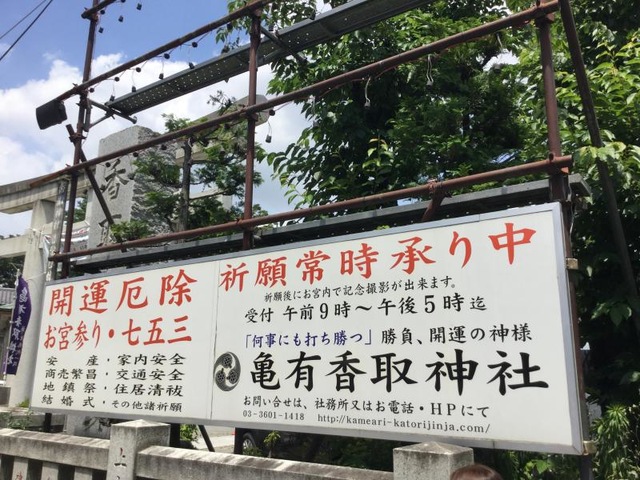 開運厄除
お宮参り・七五三
安産・家内安全
商売繁昌・交通安全
地鎮祭・住居清祓
結婚式・その他諸祈願
祈願常時承り中
祈願後にお宮内で記念撮影が出来ます。
受付 午前9時〜午後5時迄
「何事にも打ち勝つ」勝負、開運の神様
亀有香取神社
お問い合せは、社務所又はお電話・HPにて
03-3601-1418 http://kameari-katorijinja.com/
香
上